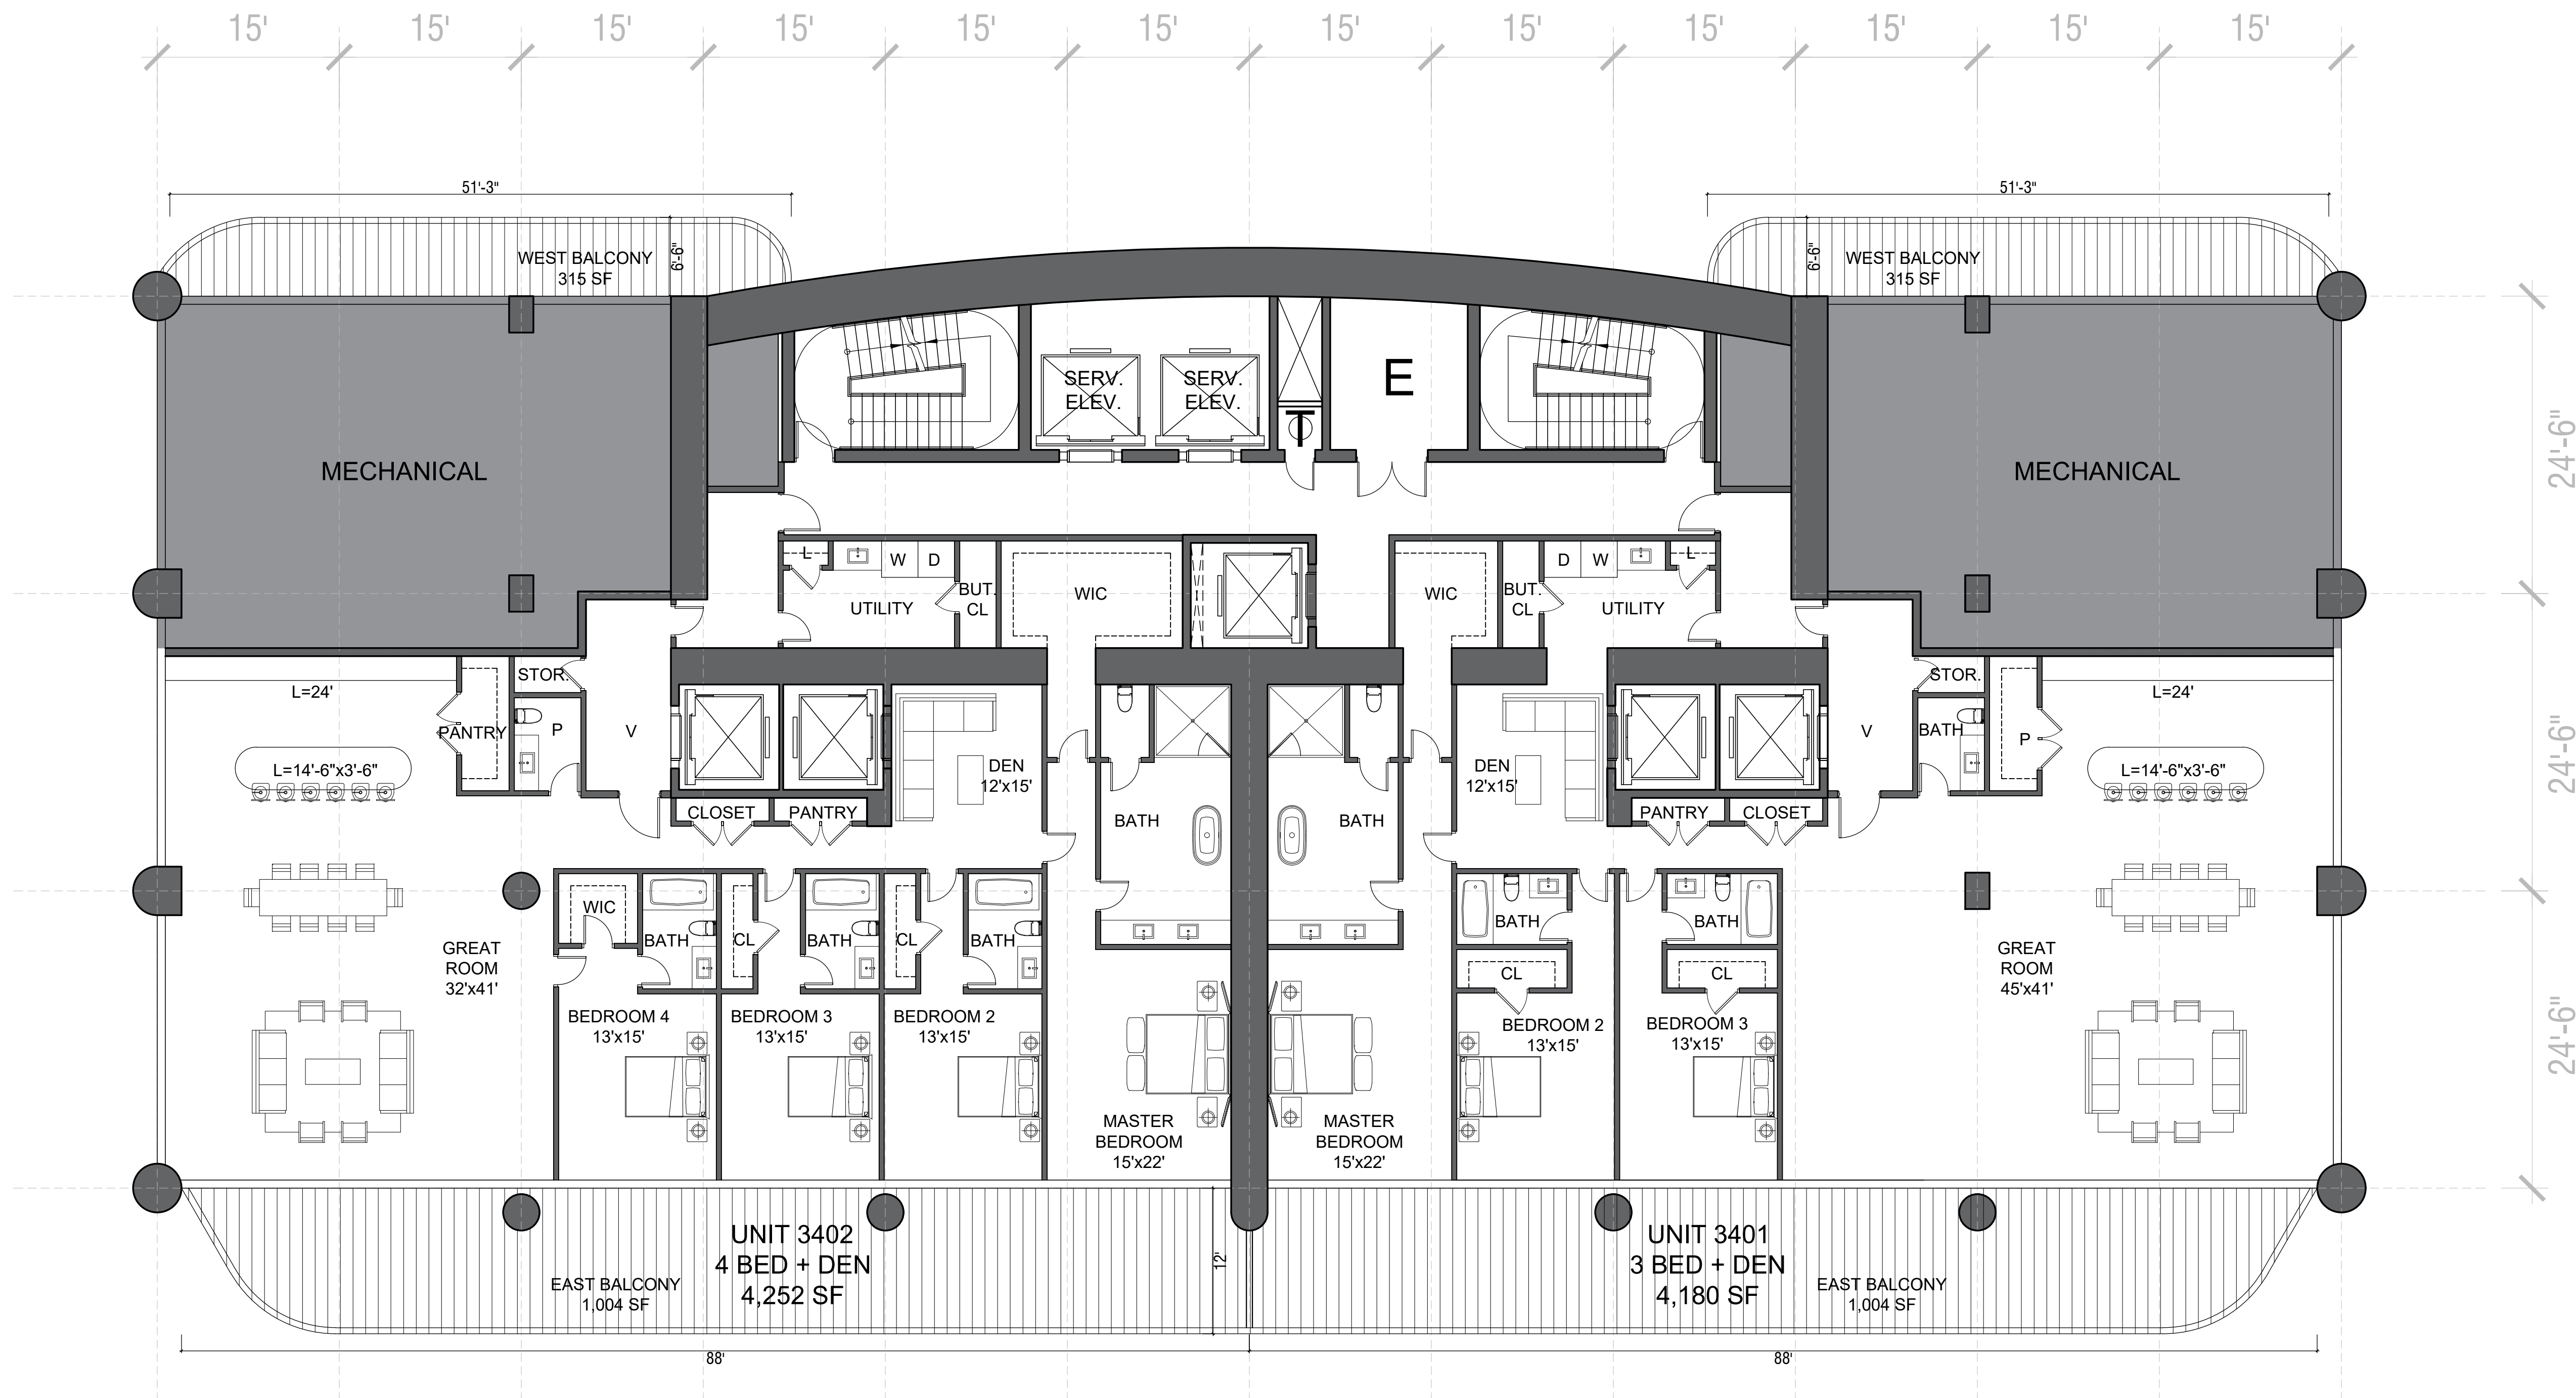 15' 15' 15' 15' 15' 15' 15' 15' 15' 15' 15' 15'
51'-3" 51'-3"
WEST BALCONY
315 SF
6'-6"
6'-6"
WEST BALCONY
315 SF
MECHANICAL
SERV.
ELEV.
SERV.
ELEV.
T
E
MECHANICAL
24'-6"
L
W
D
UTILITY
BUT.
CL
WIC
WIC
BUT.
CL
D
W
L
UTILITY
STOR.
L=24'
PANTRY
P
V
L=14'-6"x3'-6"
CLOSET
PANTRY
DEN
12'x15'
BATH
BATH
DEN
12'x15'
PANTRY
CLOSET
V
STOR.
BATH
P
L=24'
L=14'-6"x3'-6"
24'-6"
GREAT
ROOM
32'x41'
WIC
BATH
CL
BATH
CL
BATH
BATH
CL
BATH
CL
GREAT
ROOM
45'x41'
BEDROOM 4
13'x15'
BEDROOM 3
13'x15'
BEDROOM 2
13'x15'
MASTER
BEDROOM
15'x22'
MASTER
BEDROOM
15'x22'
BEDROOM 2
13'x15'
BEDROOM 3
13'x15'
24'-6"
UNIT 3402
4 BED + DEN
4,252 SF
EAST BALCONY
1,004 SF
12'
UNIT 3401
3 BED + DEN
4,180 SF
EAST BALCONY
1,004 SF
88' 88'